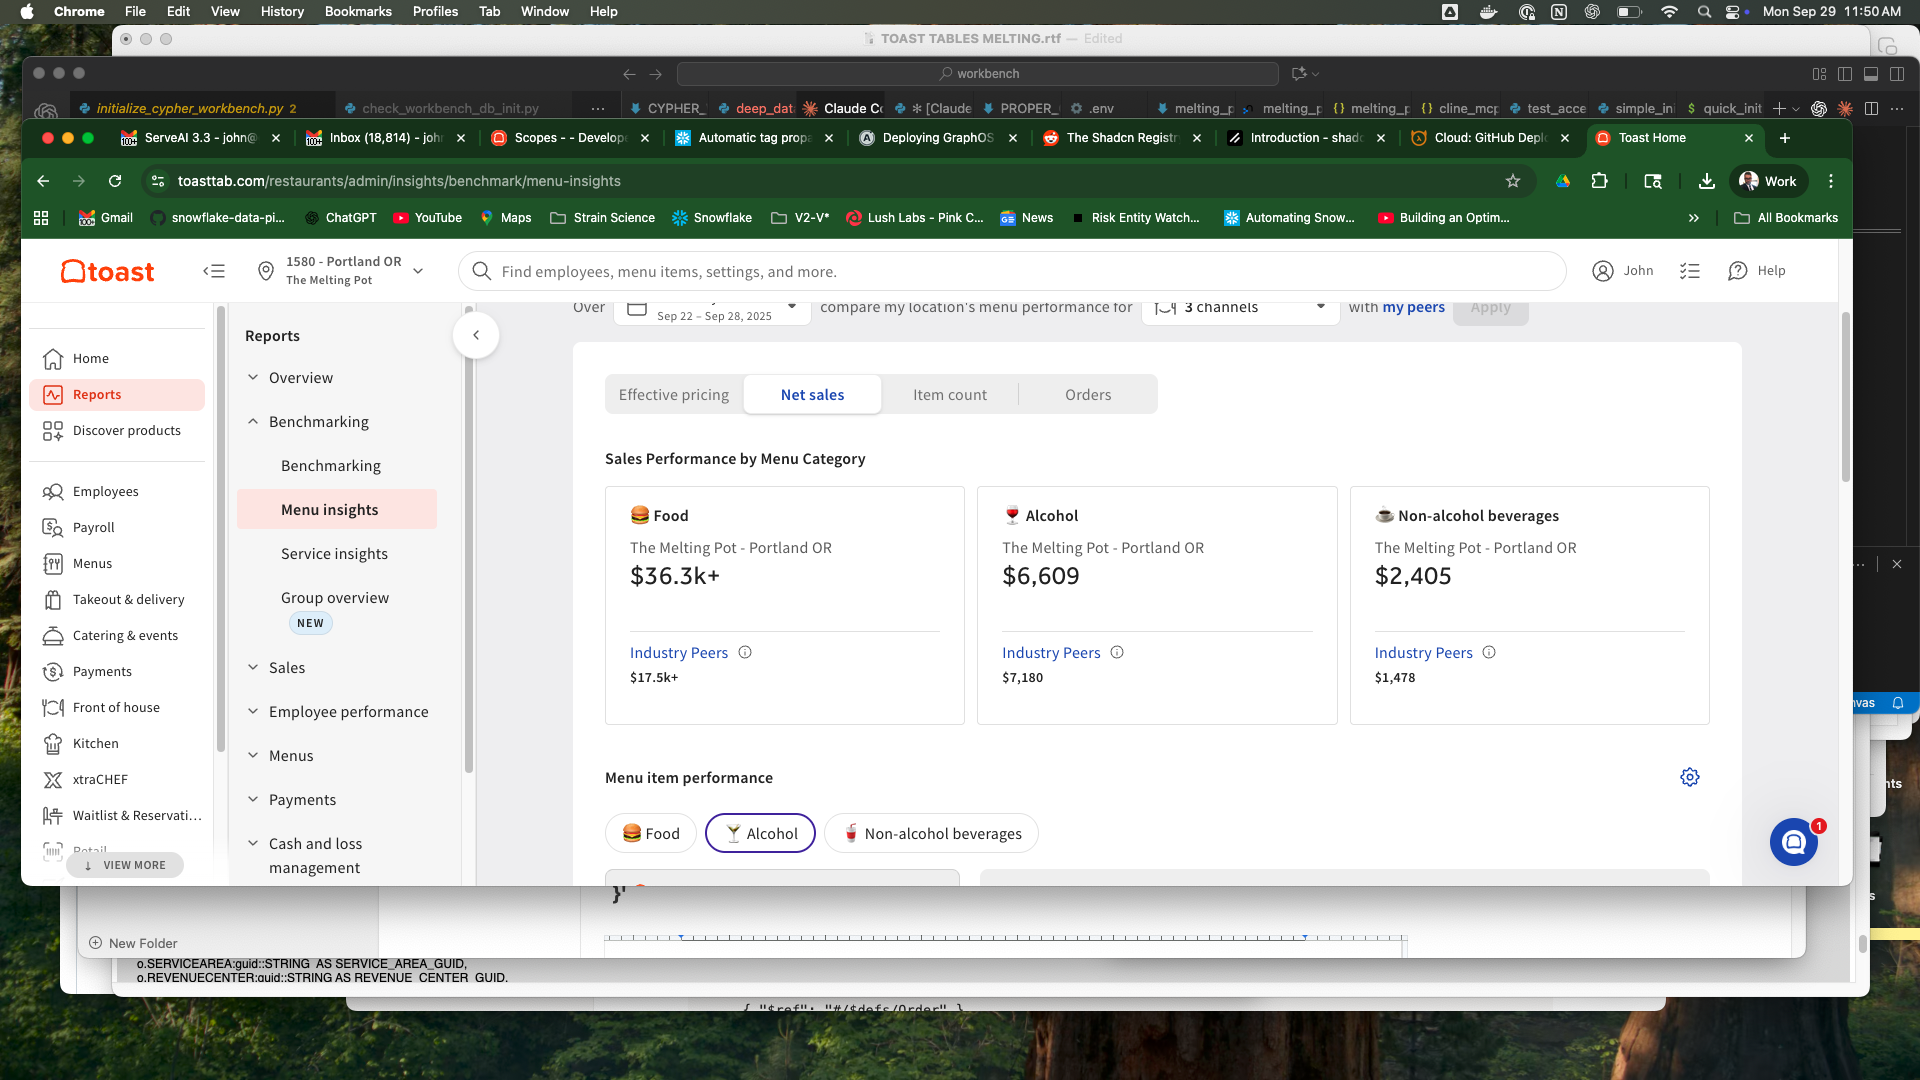 Chrome File Edit View History Bookmarks Profiles Tab Window Help
Mon Sep 29 11:50 AM
TOAST TABLES MELTING.rtf — Edited
workbench
initialize_cypher_workbench.py 2
check_workbench_db_init.py
CYPHER_
deep_dat
Claude Co
[Claude
PROPER_
.env
melting_p
melting_p
melting_p
cline_mcp
test_acce
simple_in
quick_init
ServeAI 3.3 - john@
Inbox (18,814) - joh
Scopes - - Develope
Automatic tag propa
Deploying GraphOS
The Shadcn Registr
Introduction - shad
Cloud: GitHub Depl
Toast Home
toasttab.com/restaurants/admin/insights/benchmark/menu-insights
Work
Gmail
snowflake-data-pi...
ChatGPT
YouTube
Maps
Strain Science
Snowflake
V2-V*
Lush Labs - Pink C...
News
Risk Entity Watch...
Automating Snow...
Building an Optim...
All Bookmarks
toast
1580 - Portland OR
The Melting Pot
Find employees, menu items, settings, and more.
John
Help
Home
Reports
Discover products
Employees
Payroll
Menus
Takeout & delivery
Catering & events
Payments
Front of house
Kitchen
xtraCHEF
Waitlist & Reservati...
Retail
VIEW MORE
Reports
Overview
Benchmarking
Benchmarking
Menu insights
Service insights
Group overview
NEW
Sales
Employee performance
Menus
Payments
Cash and loss
management
Over
Sep 22 – Sep 28, 2025
compare my location's menu performance for
3 channels
with my peers
Apply
Effective pricing
Net sales
Item count
Orders
Sales Performance by Menu Category
Food
The Melting Pot - Portland OR
$36.3k+
Industry Peers
$17.5k+
Alcohol
The Melting Pot - Portland OR
$6,609
Industry Peers
$7,180
Non-alcohol beverages
The Melting Pot - Portland OR
$2,405
Industry Peers
$1,478
Menu item performance
Food
Alcohol
Non-alcohol beverages
1
nvas
nts
s
}'
New Folder
o.SERVICEAREA:guid::STRING AS SERVICE_AREA_GUID,
o.REVENUECENTER:guid::STRING AS REVENUE_CENTER_GUID,
{ "$ref": "#/$defs/Order" }